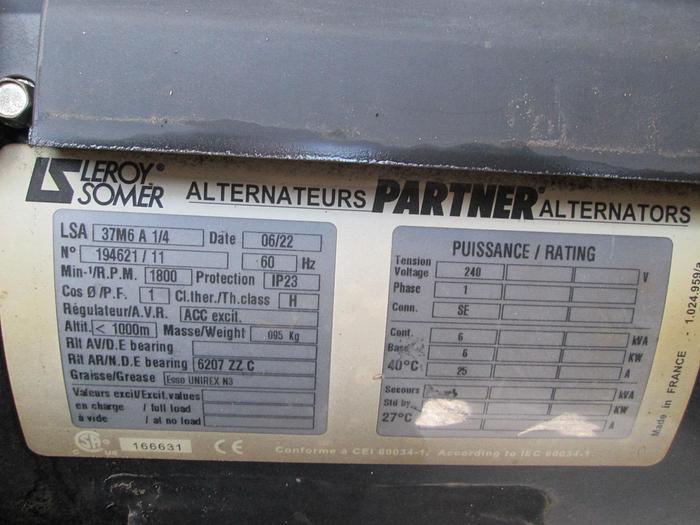 LEROY®
SOMER ALTERNATEURS PARTNER® ALTERNATORS
LSA 37M6 A 1/4 Date 06/22
N° 194621 / 11 60 Hz
Min-¹/R.P.M. 1800 Protection IP23
Cos Ø/P.F. 1 Cl.ther./Th.class H
Régulateur/A.V.R. ACC excit.
Altit. < 1000m Masse/Weight 095 Kg
Rlt AV/D.E bearing
Rlt AR/N.D.E bearing 6207 ZZ C
Graisse/Grease Esso UNIREX N3
Valeurs excit/Excit.values
en charge / full load
à vide / at no load
PUISSANCE / RATING
Tension
Voltage 240 V
Phase 1
Conn. SE
Cont. 6 kVA
Base 6 KW
40°C 25 A
Secours kVA
Std by KW
27°C A
SA® C US 166631 CE Conforme à CEI 60034-1. According to IEC 60034-1.
Made in FRANCE - 1.024.959/a